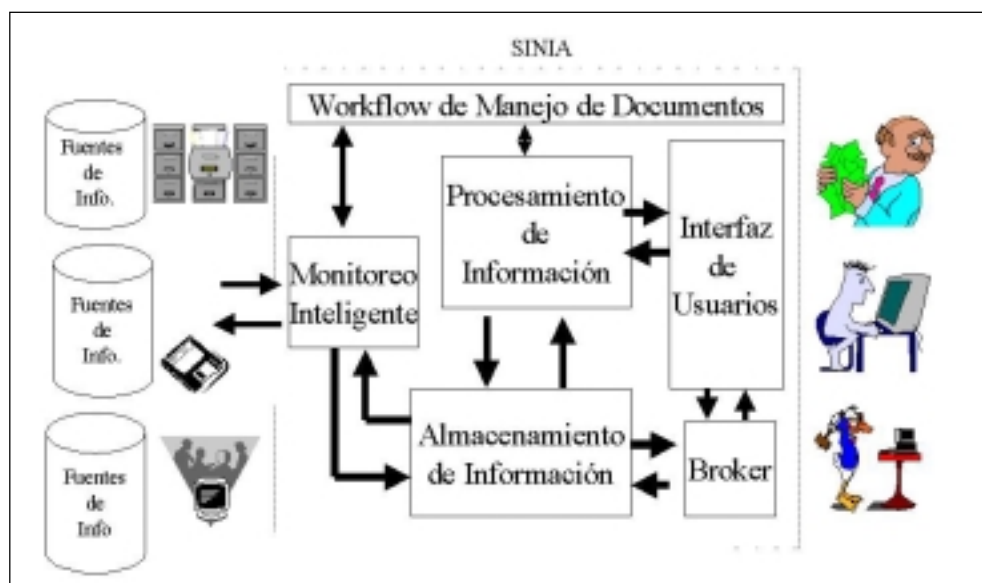 SINIA
Workflow de Manejo de Documentos
Fuentes
de
Info.
Procesamiento
de
Información
Interfaz
de
Usuarios
Monitoreo
Inteligente
Fuentes
de
Info.
Almacenamiento
de Información
Broker
Fuentes
de
Info